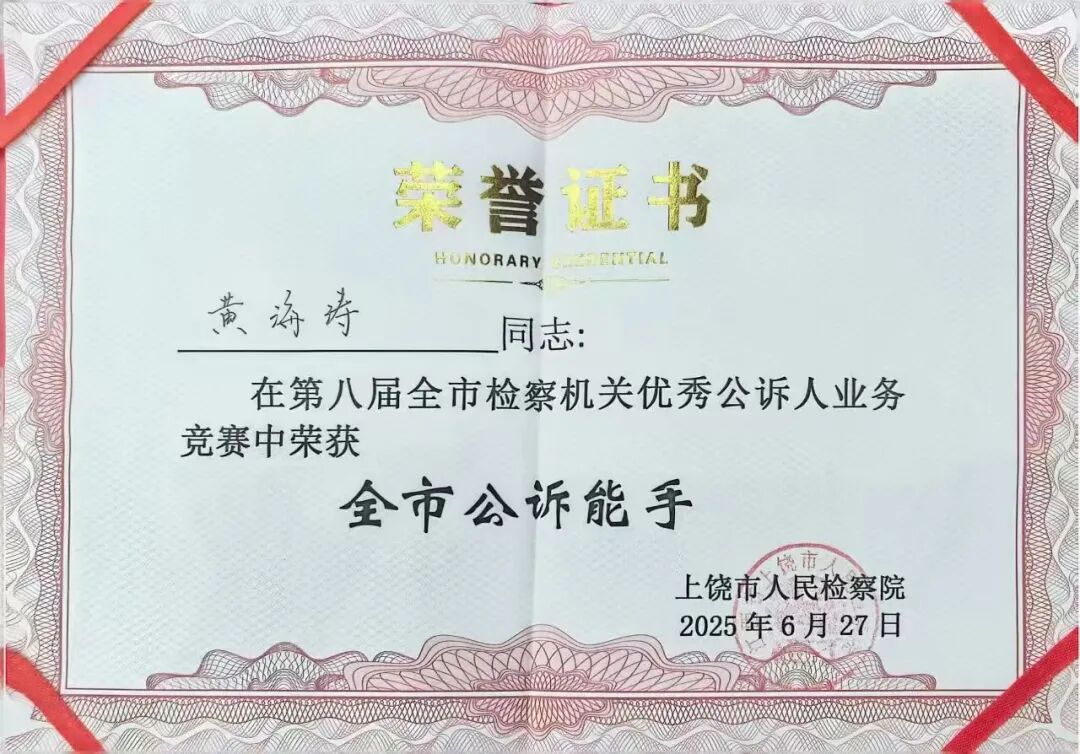 荣誉证书
HONORARY CREDENTIAL
黄海涛 同志:
在第八届全市检察机关优秀公诉人业务
竞赛中荣获
全市公诉能手
上饶市人民检察院
2025年6月27日